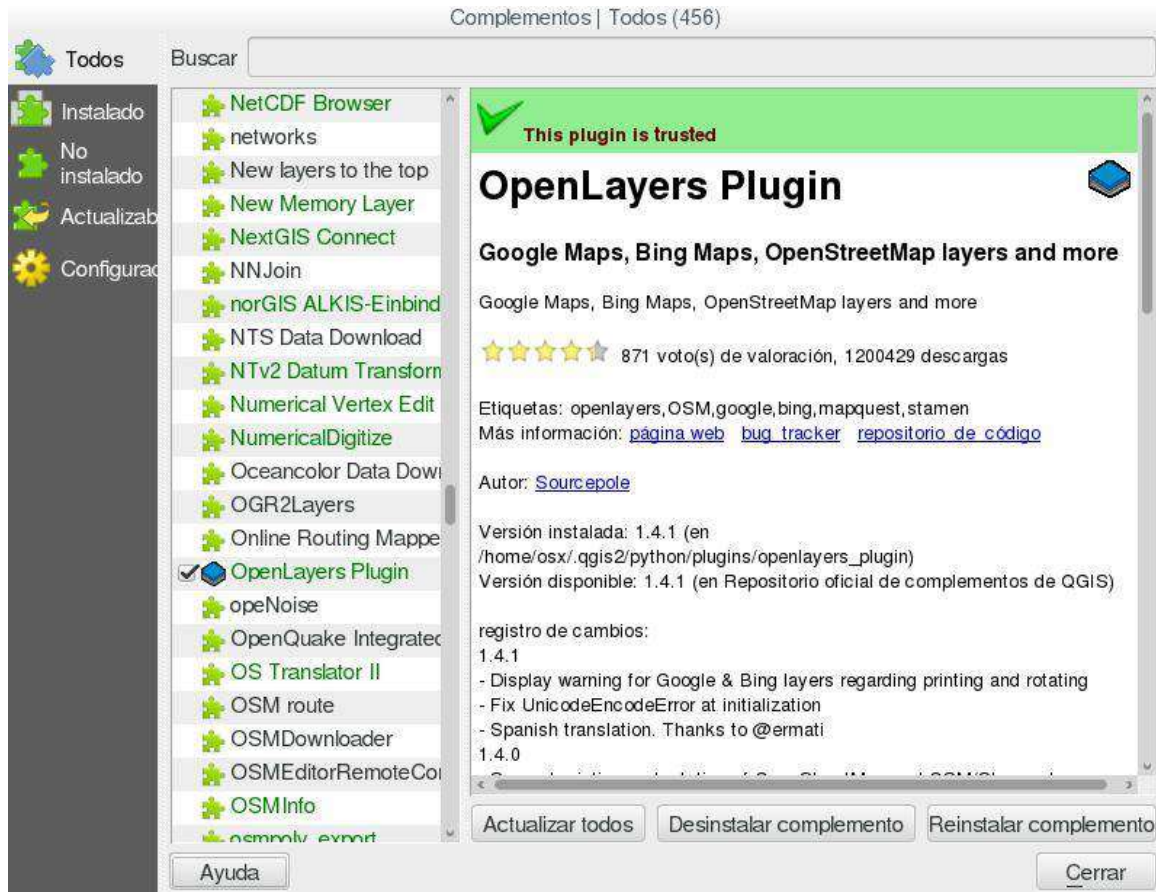 Complementos | Todos (456)
Todos
Instalado
No
instalado
Actualizab
Configurac
Buscar
NetCDF Browser
networks
New layers to the top
New Memory Layer
NextGIS Connect
NNJoin
norGIS ALKIS-Einbind
NTS Data Download
NTv2 Datum Transform
Numerical Vertex Edit
NumericalDigitize
Oceancolor Data Dow
OGR2Layers
Online Routing Mappe
OpenLayers Plugin
opeNoise
OpenQuake Integrated
OS Translator II
OSM route
OSMDownloader
OSMEditorRemoteCon
OSMInfo
osmpoly_export
This plugin is trusted
OpenLayers Plugin
Google Maps, Bing Maps, OpenStreetMap layers and more
Google Maps, Bing Maps, OpenStreetMap layers and more
871 voto(s) de valoración, 1200429 descargas
Etiquetas: openlayers,OSM,google,bing,mapquest,stamen
Más información: página web bug tracker repositorio de código
Autor: Sourcepole
Versión instalada: 1.4.1 (en
/home/osx/.qgis2/python/plugins/openlayers_plugin)
Versión disponible: 1.4.1 (en Repositorio oficial de complementos de QGIS)
registro de cambios:
1.4.1
- Display warning for Google & Bing layers regarding printing and rotating
- Fix UnicodeEncodeError at initialization
- Spanish translation. Thanks to @ermati
1.4.0
Actualizar todos
Desinstalar complemento
Reinstalar complemento
Ayuda
Cerrar